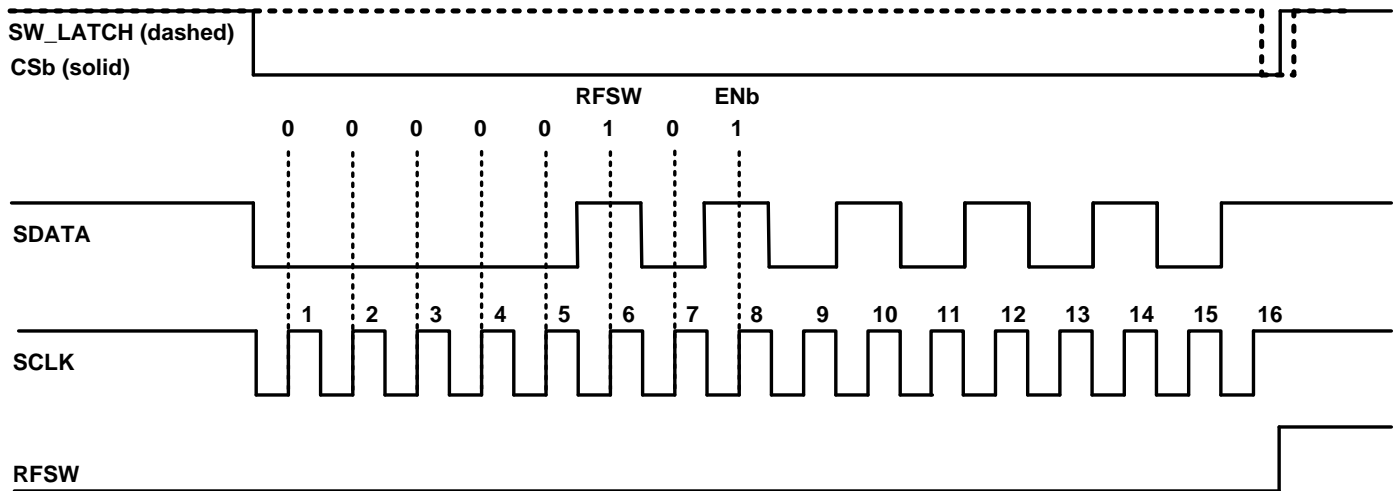 SW_LATCH (dashed)
CSb (solid)
RFSW ENb
0 0 0 0 0 1 0 1
SDATA
1 2 3 4 5 6 7 8 9 10 11 12 13 14 15 16
SCLK
RFSW